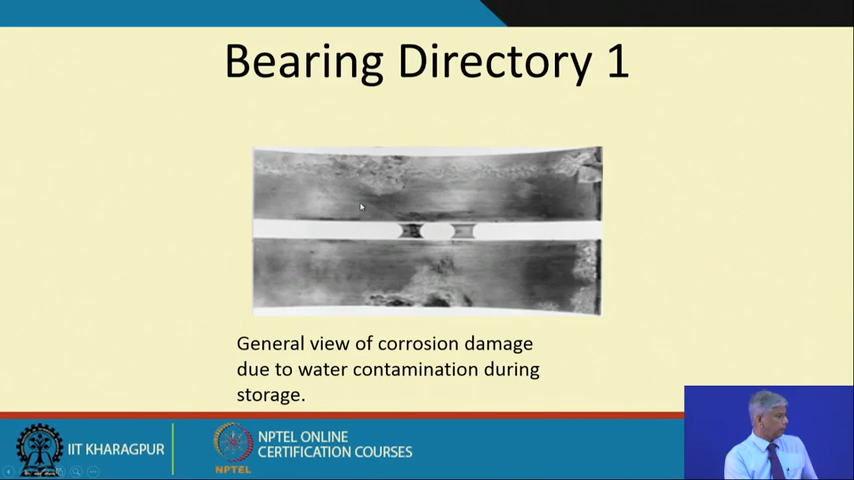 Bearing Directory 1
General view of corrosion damage
due to water contamination during
storage.
IIT KHARAGPUR
NPTEL
NPTEL ONLINE
CERTIFICATION COURSES